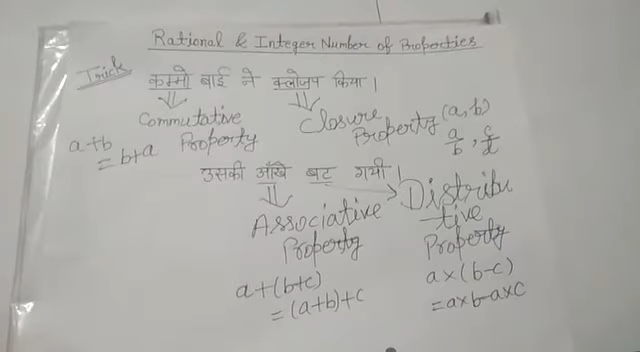 Rational & Integer Number of Properties
Trick
कम्मो बाई ने क्लोजप किया।
Commutative Property
Closure Property (a, b)
a/b, c/d
a+b
= b+a
उसकी आँखे बट गयी।
Associative Property
Distributive Property
a+(b+c)
= (a+b)+c
a×(b-c)
= a×b-a×c